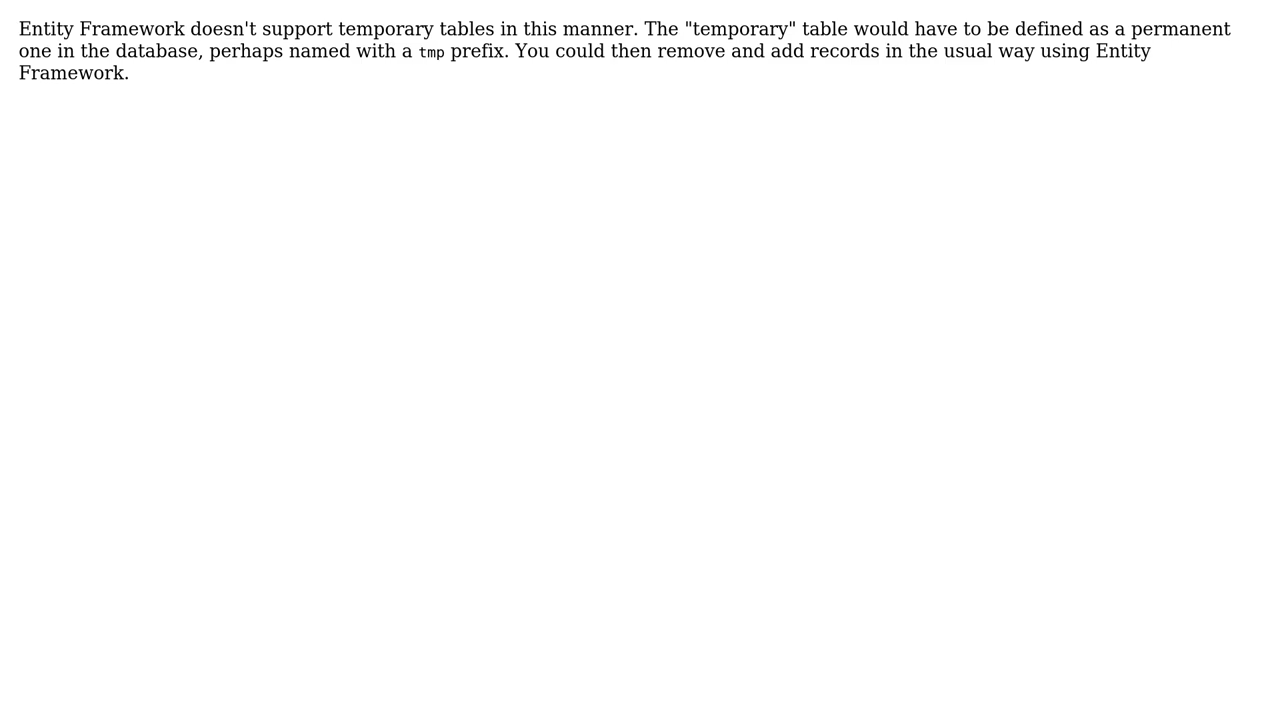 Entity Framework doesn't support temporary tables in this manner. The "temporary" table would have to be defined as a permanent
one in the database, perhaps named with a tmp prefix. You could then remove and add records in the usual way using Entity
Framework.